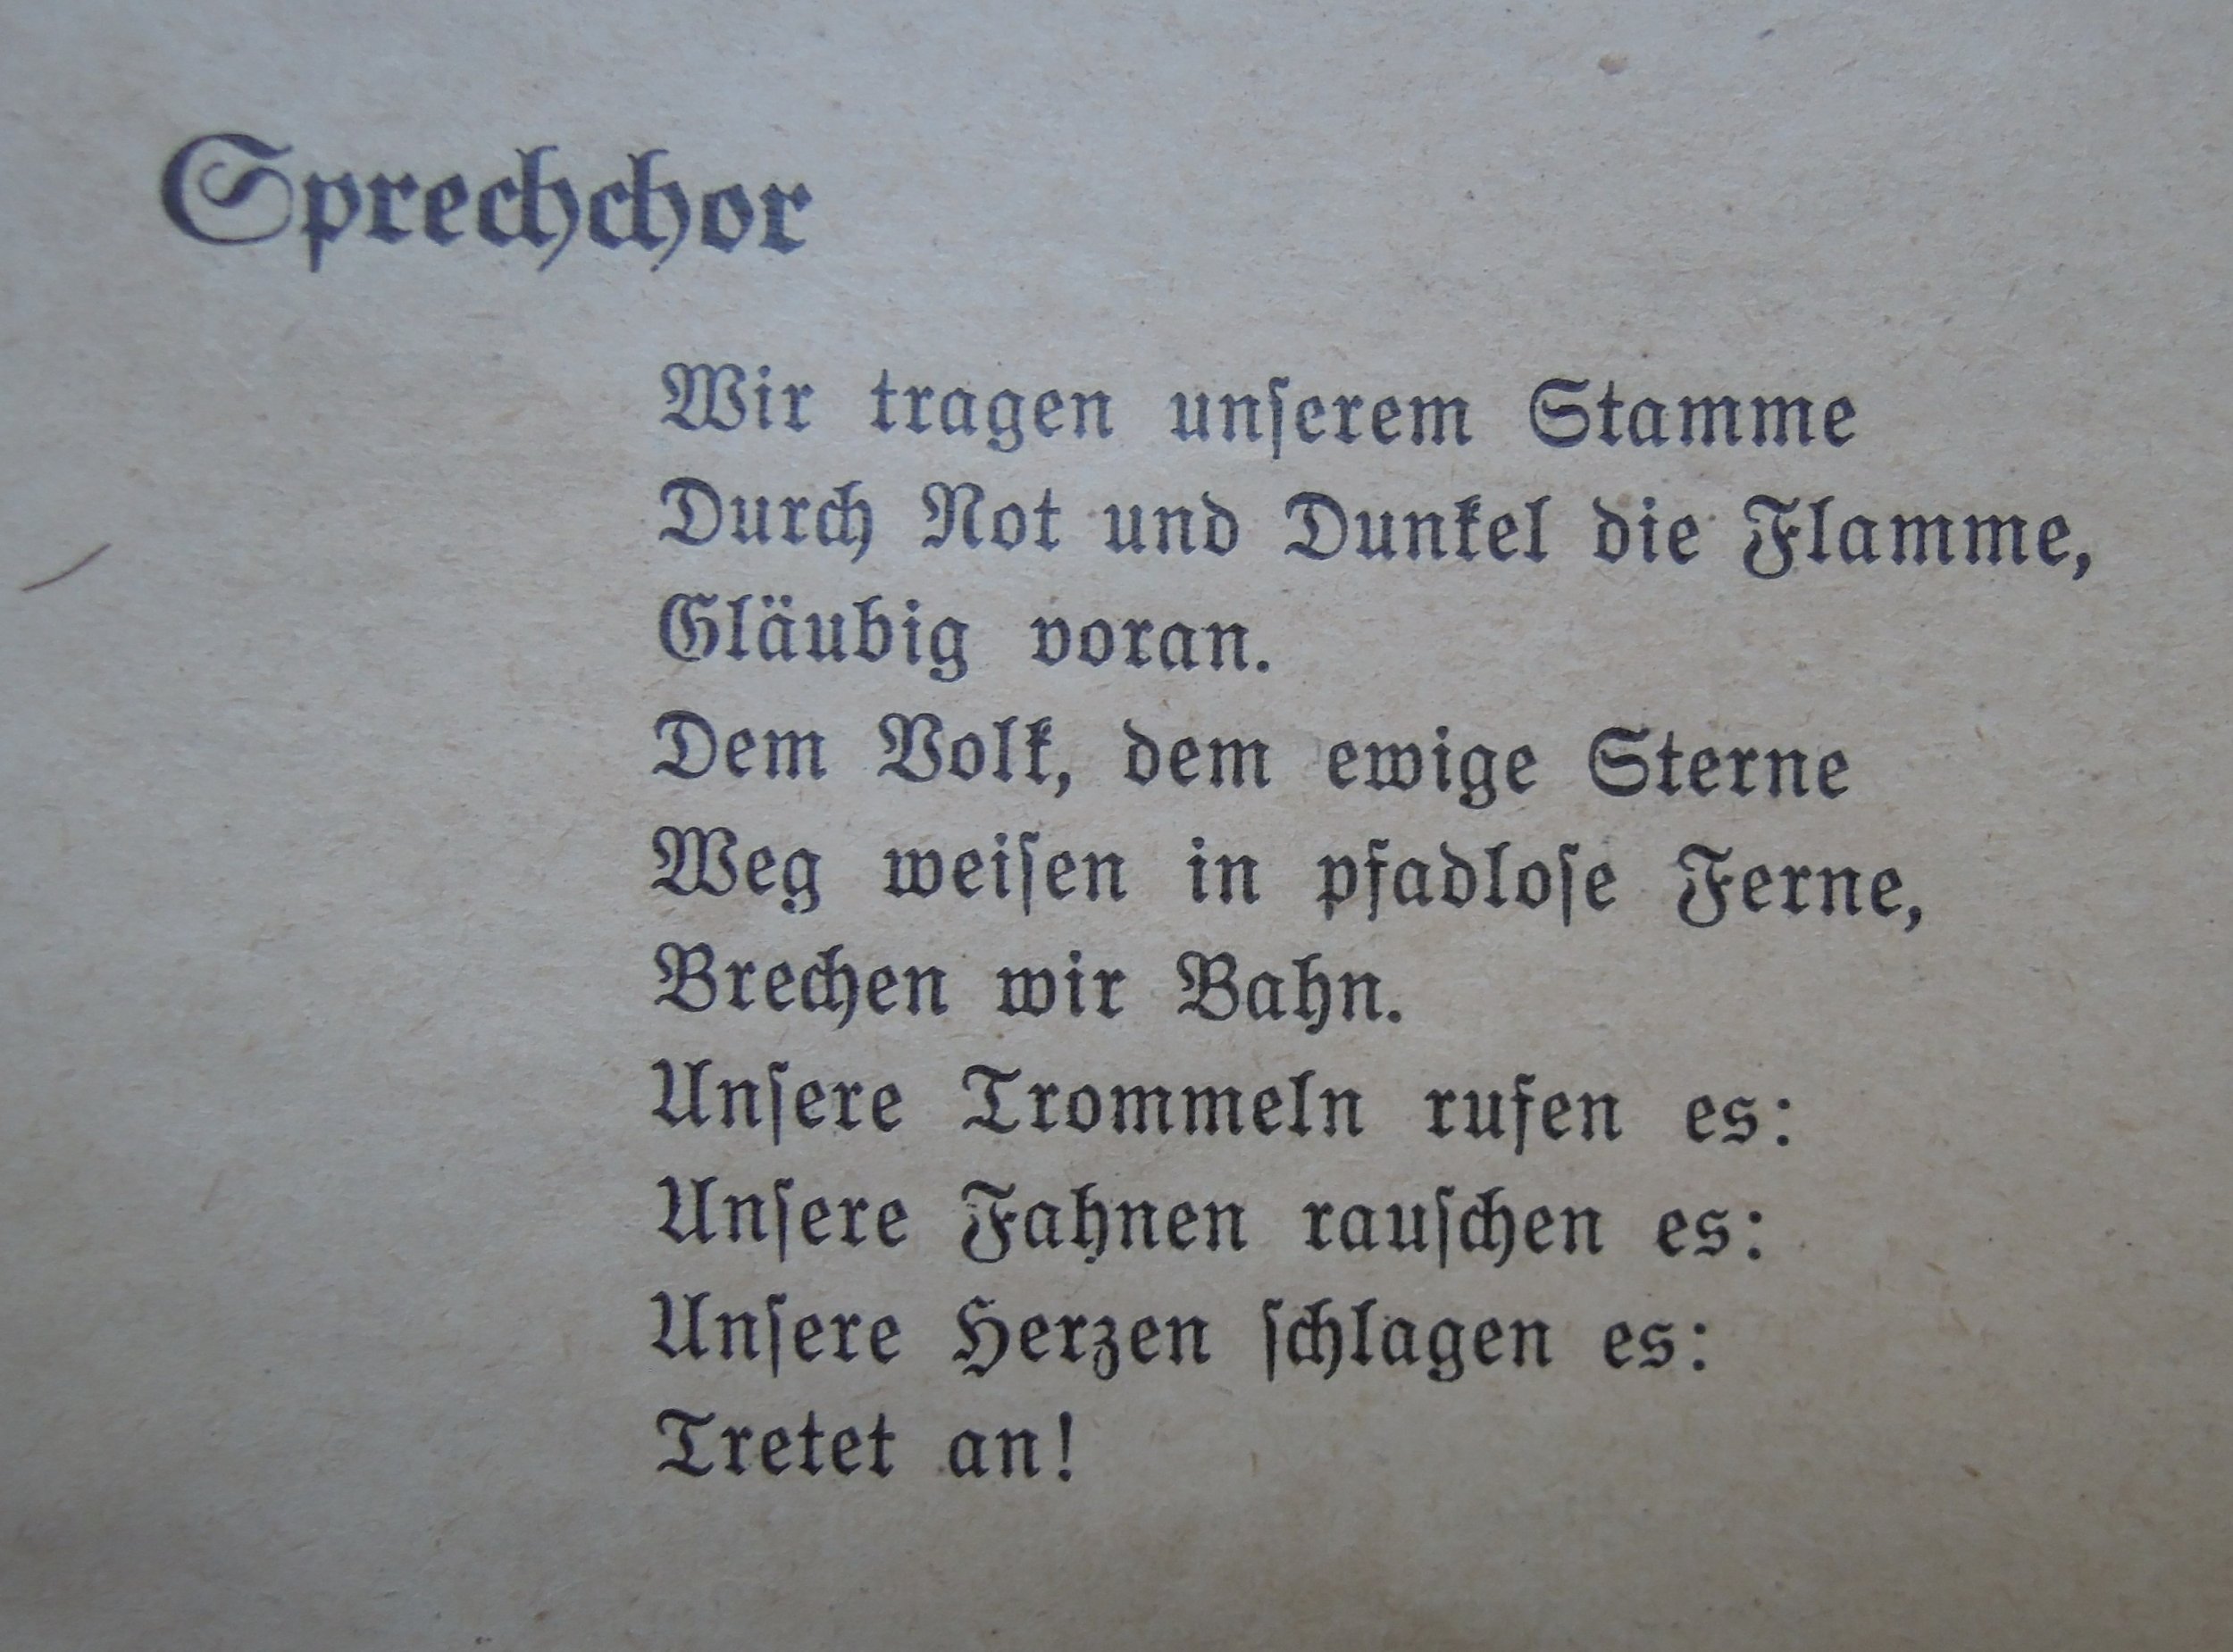 Sprechchor
Wir tragen unſerem Stamme
Durch Not und Dunkel die Flamme,
Gläubig voran.
Dem Volk, dem ewige Sterne
Weg weiſen in pfadloſe Ferne,
Brechen wir Bahn.
Unſere Trommeln rufen es:
Unſere Fahnen rauſchen es:
Unſere Herzen ſchlagen es:
Tretet an!